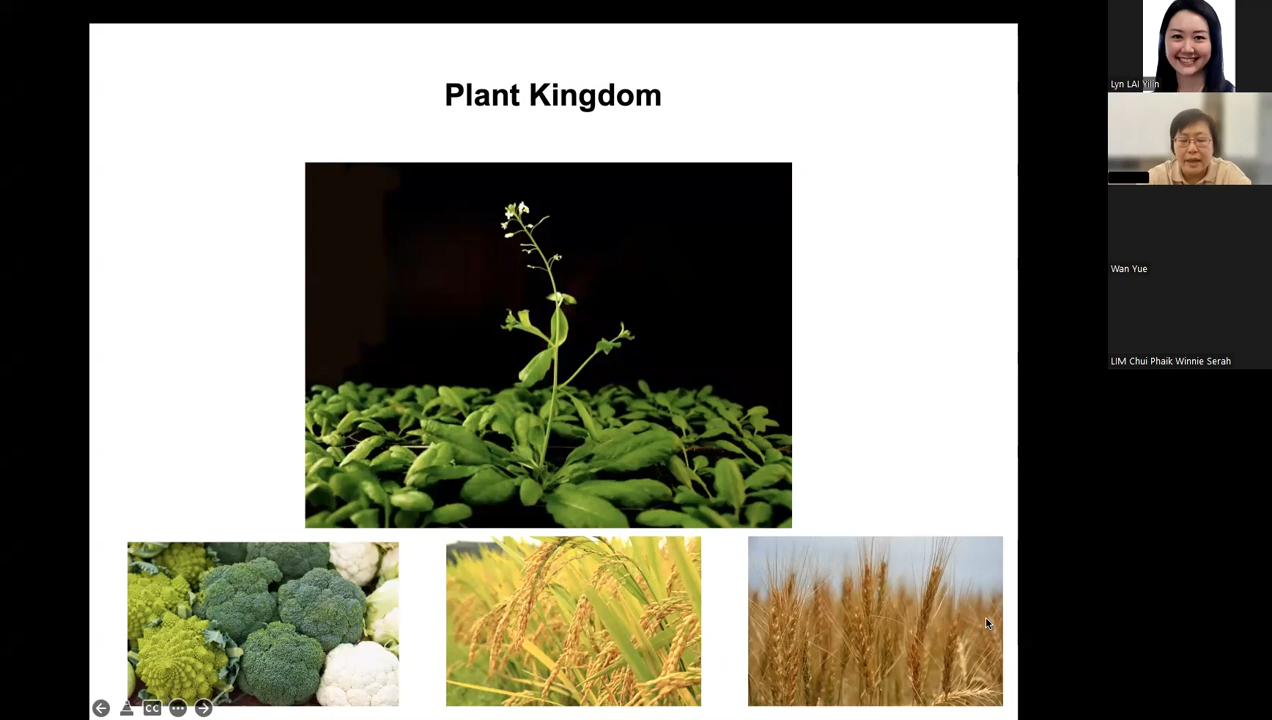 Plant Kingdom
Lyn LAI Yilin
Wan Yue
LIM Chui Phaik Winnie Serah
CC